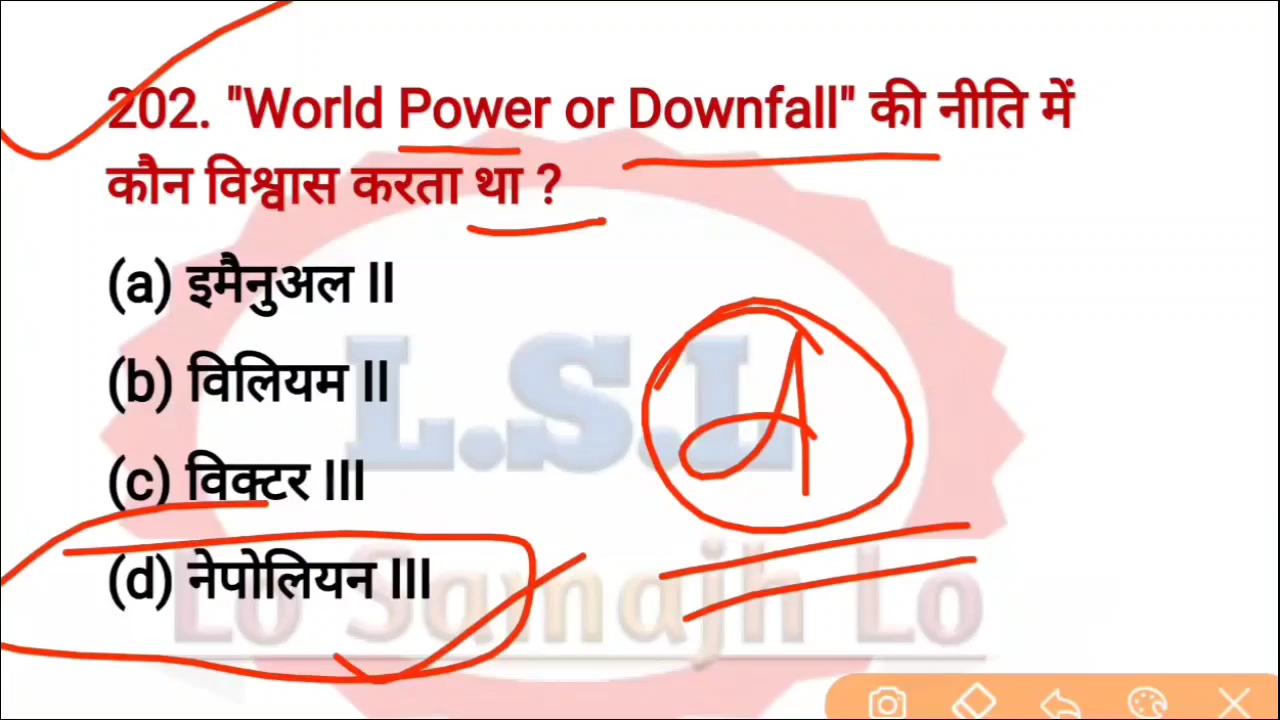 202. "World Power or Downfall" की नीति में
कौन विश्वास करता था ?
(a) इमैनुअल II
(b) विलियम II
L.S.L
(c) विक्टर III
(d) नेपोलियन III
Lo Samajh Lo